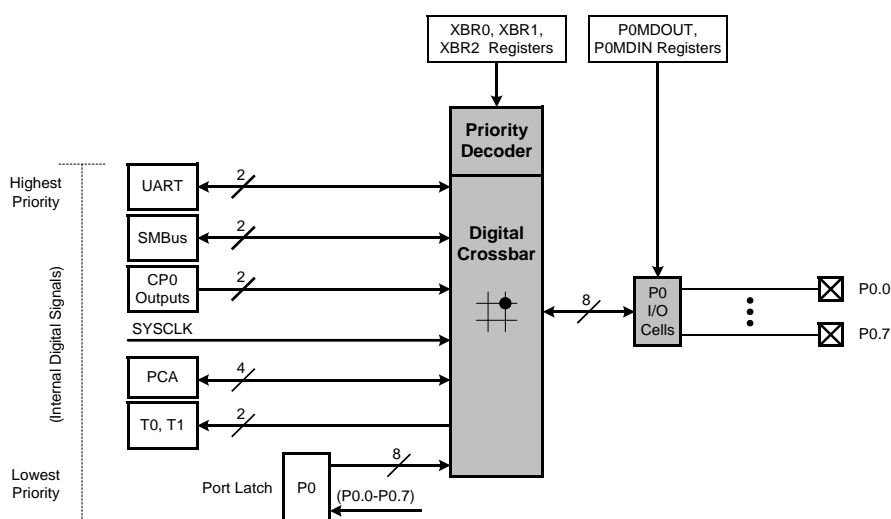 XBR0, XBR1,
XBR2 Registers
P0MDOUT,
P0MDIN Registers
Priority
Decoder
Highest
Priority
UART
2
SMBus
2
Digital
Crossbar
CP0
Outputs
2
(Internal Digital Signals)
SYSCLK
8
P0
I/O
Cells
P0.0
P0.7
PCA
4
T0, T1
2
Lowest
Priority
Port Latch
P0
8
(P0.0-P0.7)